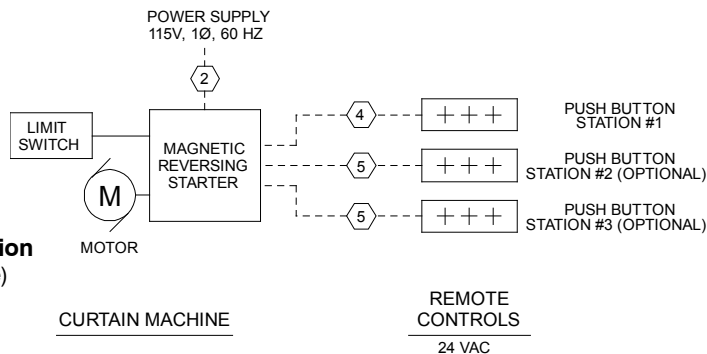 POWER SUPPLY
115V, 1Ø, 60 HZ
2
LIMIT
SWITCH
MAGNETIC
REVERSING
STARTER
M
MOTOR
4
+ + +
PUSH BUTTON
STATION #1
5
+ + +
PUSH BUTTON
STATION #2 (OPTIONAL)
5
+ + +
PUSH BUTTON
STATION #3 (OPTIONAL)
tion
)
CURTAIN MACHINE
REMOTE
CONTROLS
24 VAC